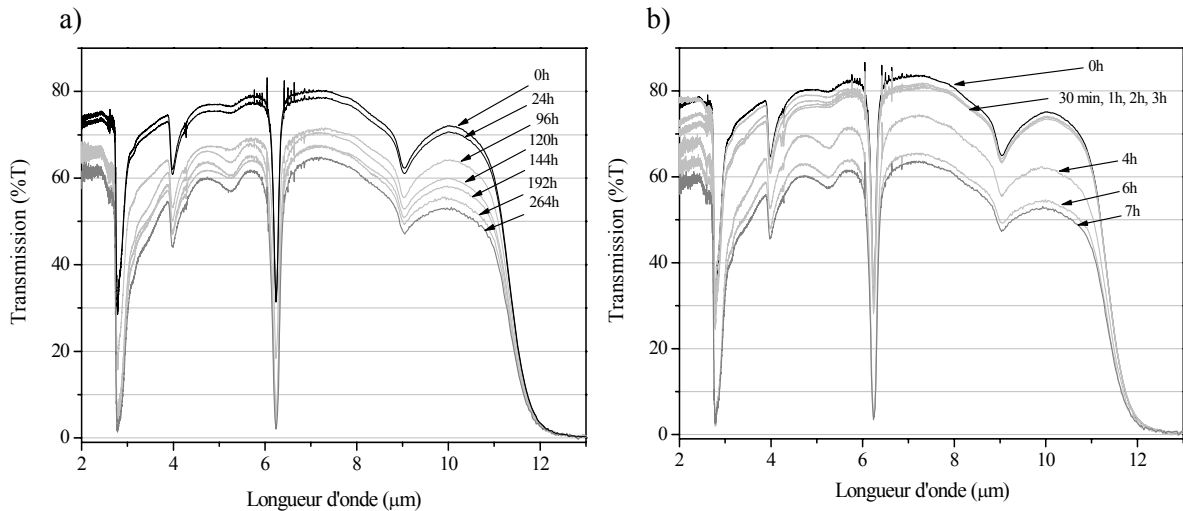 a)
Transmission (%T)
80
60
40
20
0
2
4
6
8
10
12
Longueur d'onde (µm)
0h
24h
96h
120h
144h
192h
264h
b)
Transmission (%T)
80
60
40
20
0
2
4
6
8
10
12
Longueur d'onde (µm)
0h
30 min, 1h, 2h, 3h
4h
6h
7h